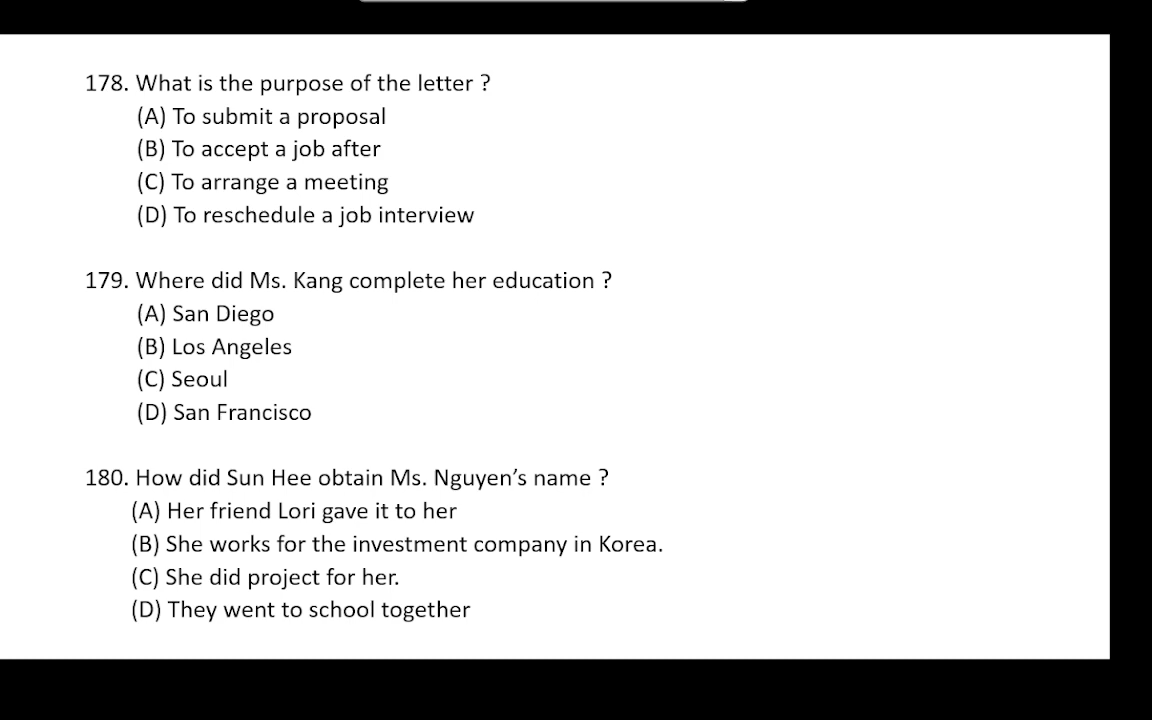 178. What is the purpose of the letter ?
(A) To submit a proposal
(B) To accept a job after
(C) To arrange a meeting
(D) To reschedule a job interview
179. Where did Ms. Kang complete her education ?
(A) San Diego
(B) Los Angeles
(C) Seoul
(D) San Francisco
180. How did Sun Hee obtain Ms. Nguyen’s name ?
(A) Her friend Lori gave it to her
(B) She works for the investment company in Korea.
(C) She did project for her.
(D) They went to school together